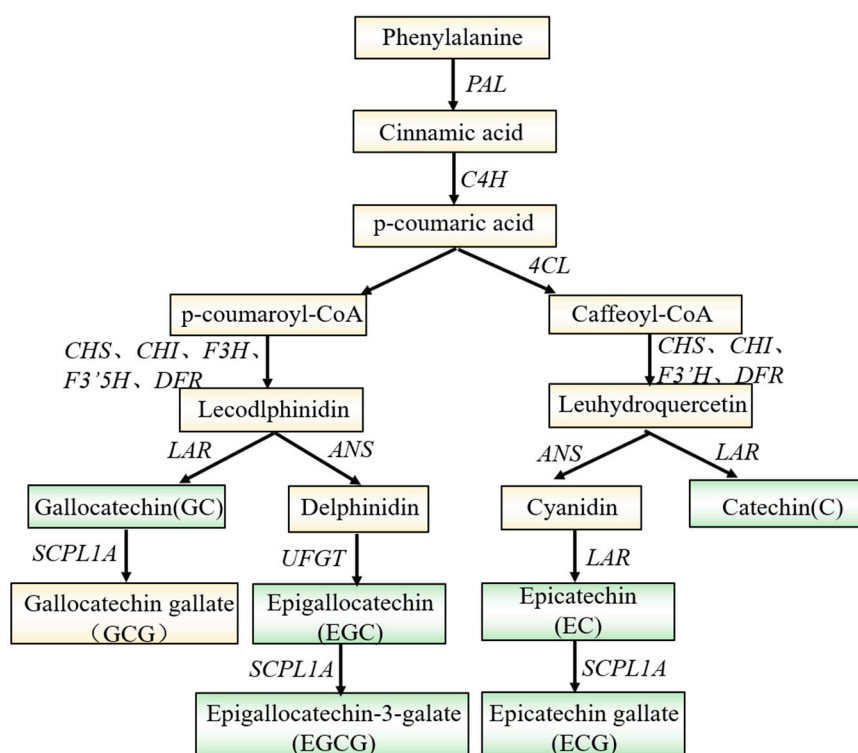 Phenylalanine
PAL
Cinnamic acid
C4H
p-coumaric acid
4CL
p-coumaroyl-CoA
Caffeoyl-CoA
CHS、CHI、F3H、
F3’5H、DFR
CHS、CHI、
F3’H、DFR
Lecodlphinidin
Leuhydroquercetin
LAR
ANS
ANS
LAR
Gallocatechin(GC)
Delphinidin
Cyanidin
Catechin(C)
SCPL1A
UFGT
LAR
Gallocatechin gallate
（GCG）
Epigallocatechin
(EGC)
Epicatechin
(EC)
SCPL1A
SCPL1A
Epigallocatechin-3-galate
(EGCG)
Epicatechin gallate
(ECG)